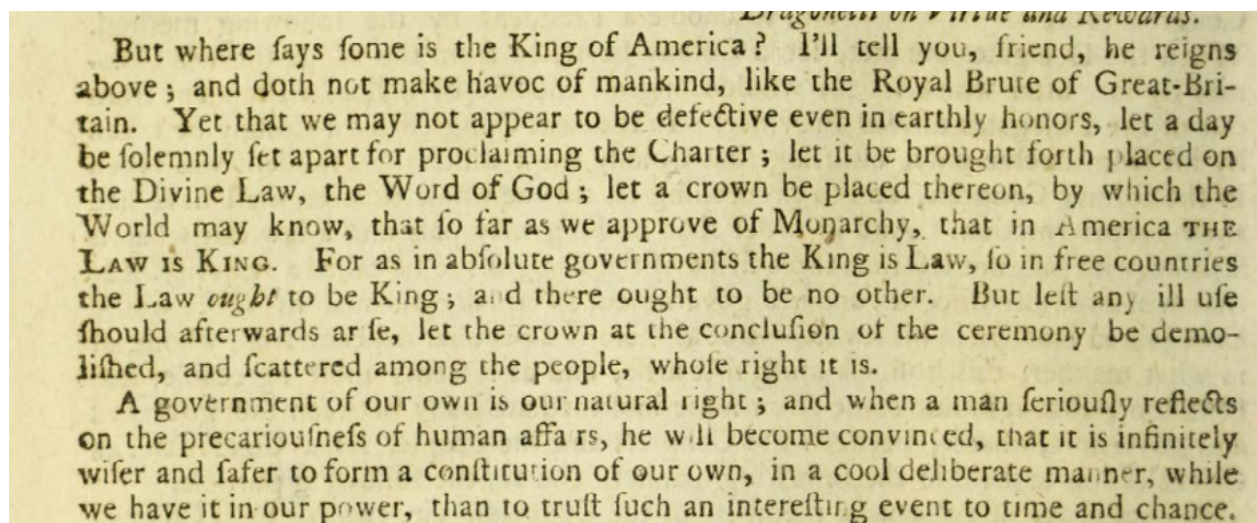 Dragonetti on Virtue and Rewards.
But where ſays ſome is the King of America? I'll tell you, friend, he reigns
above; and doth not make havoc of mankind, like the Royal Brute of Great-Bri-
tain. Yet that we may not appear to be defective even in earthly honors, let a day
be ſolemnly ſet apart for proclaiming the Charter; let it be brought forth placed on
the Divine Law, the Word of God; let a crown be placed thereon, by which the
World may know, that ſo far as we approve of Monarchy, that in America THE
LAW IS KING. For as in abſolute governments the King is Law, ſo in free countries
the Law ought to be King; and there ought to be no other. But leſt any ill uſe
ſhould afterwards ar ſe, let the crown at the concluſion of the ceremony be demo-
liſhed, and ſcattered among the people, whoſe right it is.
A government of our own is our natural right; and when a man ſeriouſly reflects
on the precariouſneſs of human affa rs, he will become convinced, that it is infinitely
wiſer and ſafer to form a conſtitution of our own, in a cool deliberate manner, while
we have it in our power, than to truſt ſuch an intereſting event to time and chance.